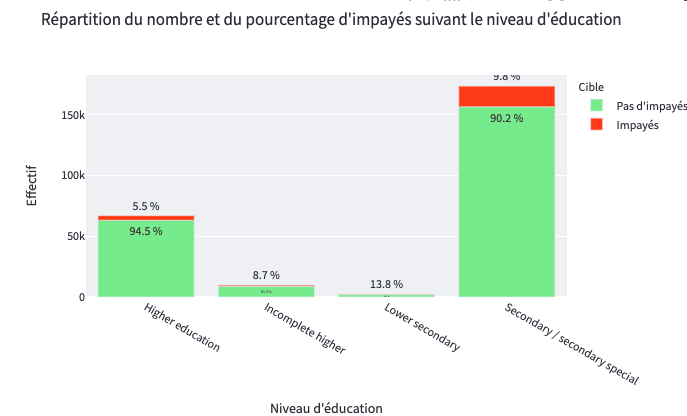 Répartition du nombre et du pourcentage d'impayés suivant le niveau d'éducation
Cible
Pas d'impayés
Impayés
Effectif
150k
100k
50k
0
5.5 %
94.5 %
8.7 %
13.8 %
9.8 %
90.2 %
Higher education
Incomplete higher
Lower secondary
Secondary / secondary special
Niveau d'éducation